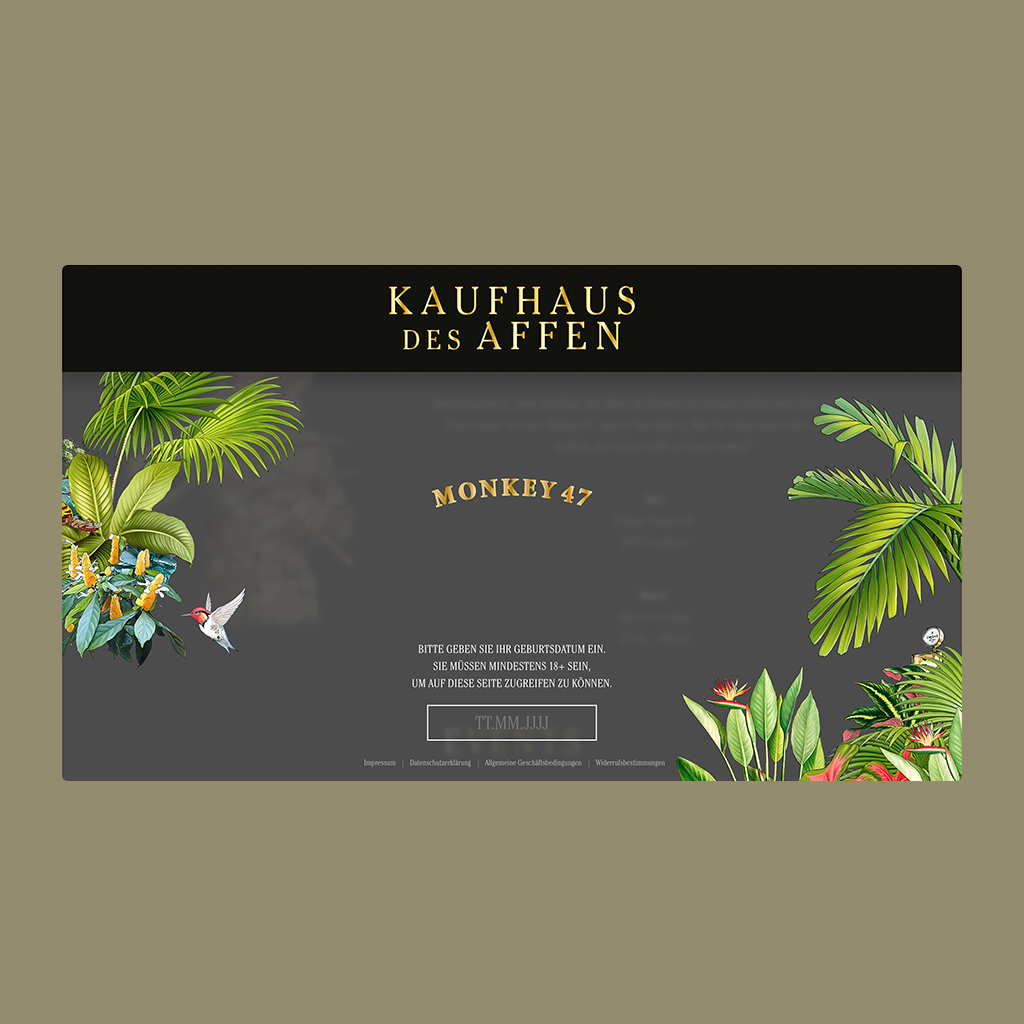 KAUFHAUS
DES AFFEN
MONKEY 47
BITTE GEBEN SIE IHR GEBURTSDATUM EIN.
SIE MÜSSEN MINDESTENS 18+ SEIN,
UM AUF DIESE SEITE ZUGREIFEN ZU KÖNNEN.
TT.MM.JJJJ
EVENTS
Impressum | Datenschutzerklärung | Allgemeine Geschäftsbedingungen | Widerrufsbestimmungen